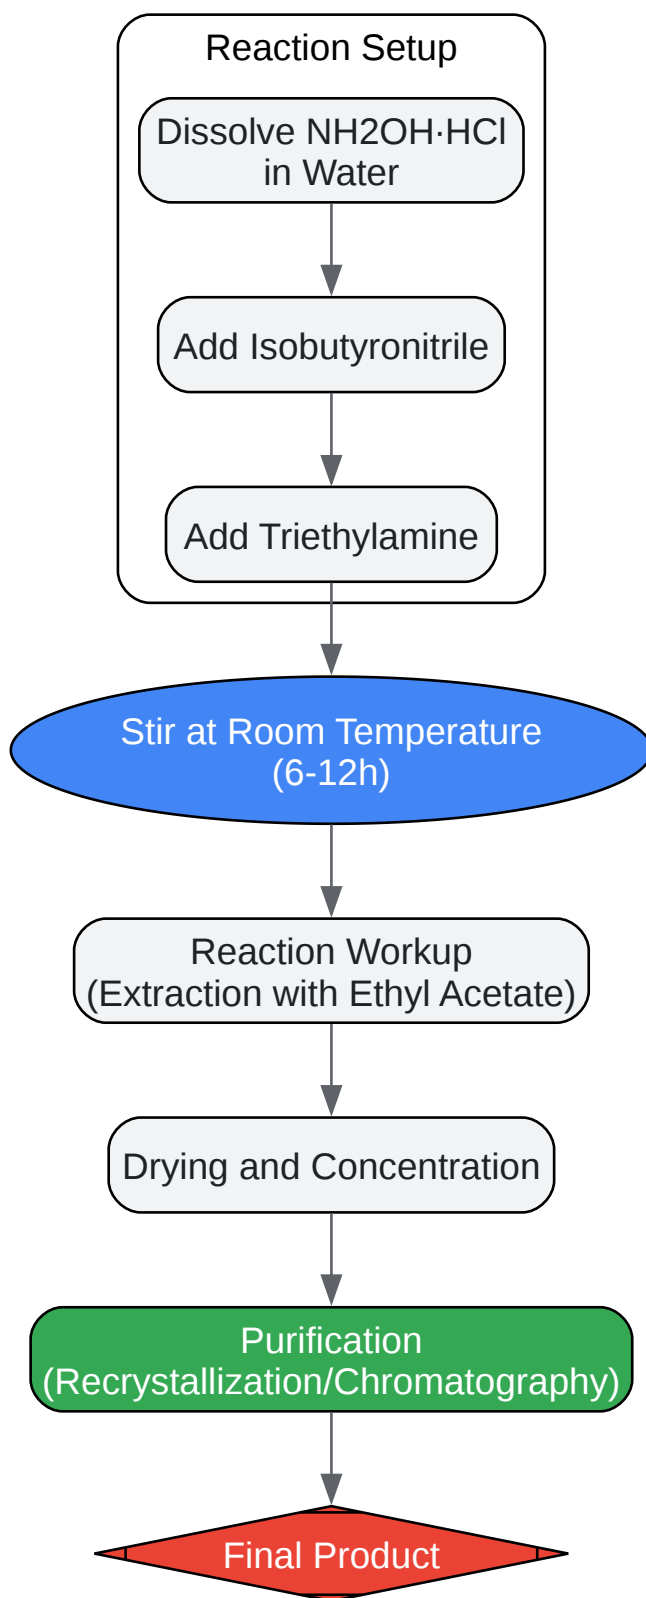 Reaction Setup
Dissolve NH2OH·HCl
in Water
Add Isobutyronitrile
Add Triethylamine
Stir at Room Temperature
(6-12h)
Reaction Workup
(Extraction with Ethyl Acetate)
Drying and Concentration
Purification
(Recrystallization/Chromatography)
Final Product